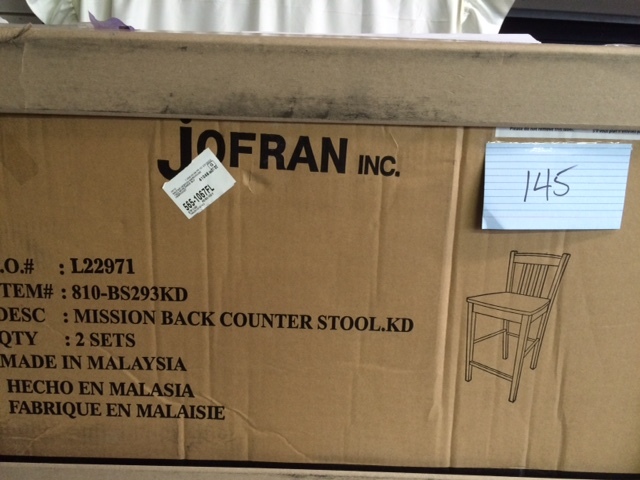 JOFRAN INC.
565-1067FL
145
.O.# : L22971
TEM# : 810-BS293KD
DESC : MISSION BACK COUNTER STOOL.KD
QTY : 2 SETS
MADE IN MALAYSIA
HECHO EN MALASIA
FABRIQUE EN MALAISIE